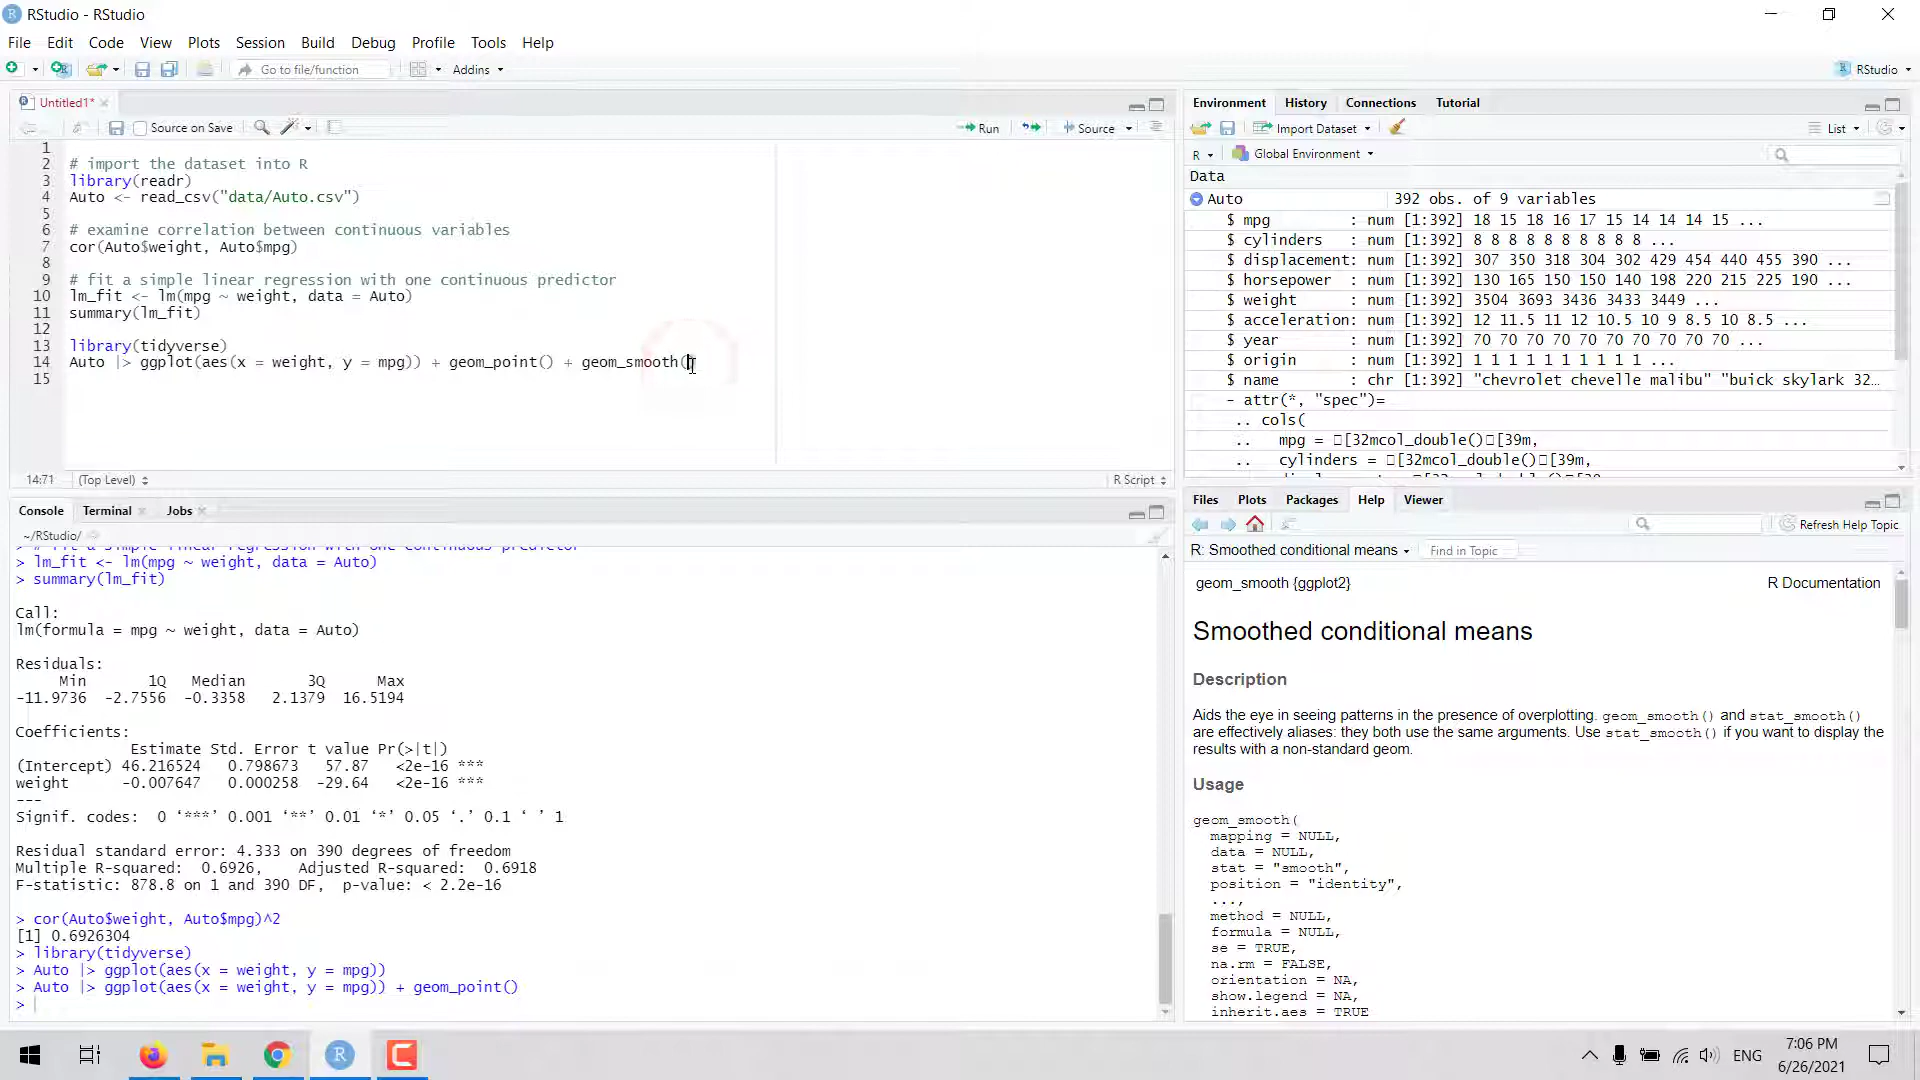 RStudio - RStudio
File Edit Code View Plots Session Build Debug Profile Tools Help
Go to file/function Addins RStudio
Untitled1*
Source on Save Run Source
1
2 # import the dataset into R
3 library(readr)
4 Auto <- read_csv("data/Auto.csv")
5
6 # examine correlation between continuous variables
7 cor(Auto$weight, Auto$mpg)
8
9 # fit a simple linear regression with one continuous predictor
10 lm_fit <- lm(mpg ~ weight, data = Auto)
11 summary(lm_fit)
12
13 library(tidyverse)
14 Auto |> ggplot(aes(x = weight, y = mpg)) + geom_point() + geom_smooth()
15
14:71 (Top Level) R Script
Console Terminal Jobs
~/RStudio/
> # fit a simple linear regression with one continuous predictor
> lm_fit <- lm(mpg ~ weight, data = Auto)
> summary(lm_fit)
Call:
lm(formula = mpg ~ weight, data = Auto)
Residuals:
Min 1Q Median 3Q Max
-11.9736 -2.7556 -0.3358 2.1379 16.5194
Coefficients:
Estimate Std. Error t value Pr(>|t|)
(Intercept) 46.216524 0.798673 57.87 <2e-16 ***
weight -0.007647 0.000258 -29.64 <2e-16 ***
---
Signif. codes: 0 ‘***’ 0.001 ‘**’ 0.01 ‘*’ 0.05 ‘.’ 0.1 ‘ ’ 1
Residual standard error: 4.333 on 390 degrees of freedom
Multiple R-squared: 0.6926, Adjusted R-squared: 0.6918
F-statistic: 878.8 on 1 and 390 DF, p-value: < 2.2e-16
> cor(Auto$weight, Auto$mpg)^2
[1] 0.6926304
> library(tidyverse)
> Auto |> ggplot(aes(x = weight, y = mpg))
> Auto |> ggplot(aes(x = weight, y = mpg)) + geom_point()
>
Environment History Connections Tutorial
Import Dataset List
R Global Environment
Data
Auto 392 obs. of 9 variables
$ mpg : num [1:392] 18 15 18 16 17 15 14 14 14 15 ...
$ cylinders : num [1:392] 8 8 8 8 8 8 8 8 8 8 ...
$ displacement: num [1:392] 307 350 318 304 302 429 454 440 455 390 ...
$ horsepower : num [1:392] 130 165 150 150 140 198 220 215 225 190 ...
$ weight : num [1:392] 3504 3693 3436 3433 3449 ...
$ acceleration: num [1:392] 12 11.5 11 12 10.5 10 9 8.5 10 8.5 ...
$ year : num [1:392] 70 70 70 70 70 70 70 70 70 70 ...
$ origin : num [1:392] 1 1 1 1 1 1 1 1 1 1 ...
$ name : chr [1:392] "chevrolet chevelle malibu" "buick skylark 32…
- attr(*, "spec")=
.. cols(
.. mpg = [32mcol_double()[39m,
.. cylinders = [32mcol_double()[39m,
Files Plots Packages Help Viewer
Refresh Help Topic
R: Smoothed conditional means Find in Topic
geom_smooth {ggplot2} R Documentation
Smoothed conditional means
Description
Aids the eye in seeing patterns in the presence of overplotting. geom_smooth() and stat_smooth()
are effectively aliases: they both use the same arguments. Use stat_smooth() if you want to display the
results with a non-standard geom.
Usage
geom_smooth(
mapping = NULL,
data = NULL,
stat = "smooth",
position = "identity",
...,
method = NULL,
formula = NULL,
se = TRUE,
na.rm = FALSE,
orientation = NA,
show.legend = NA,
inherit.aes = TRUE
ENG
7:06 PM
6/26/2021